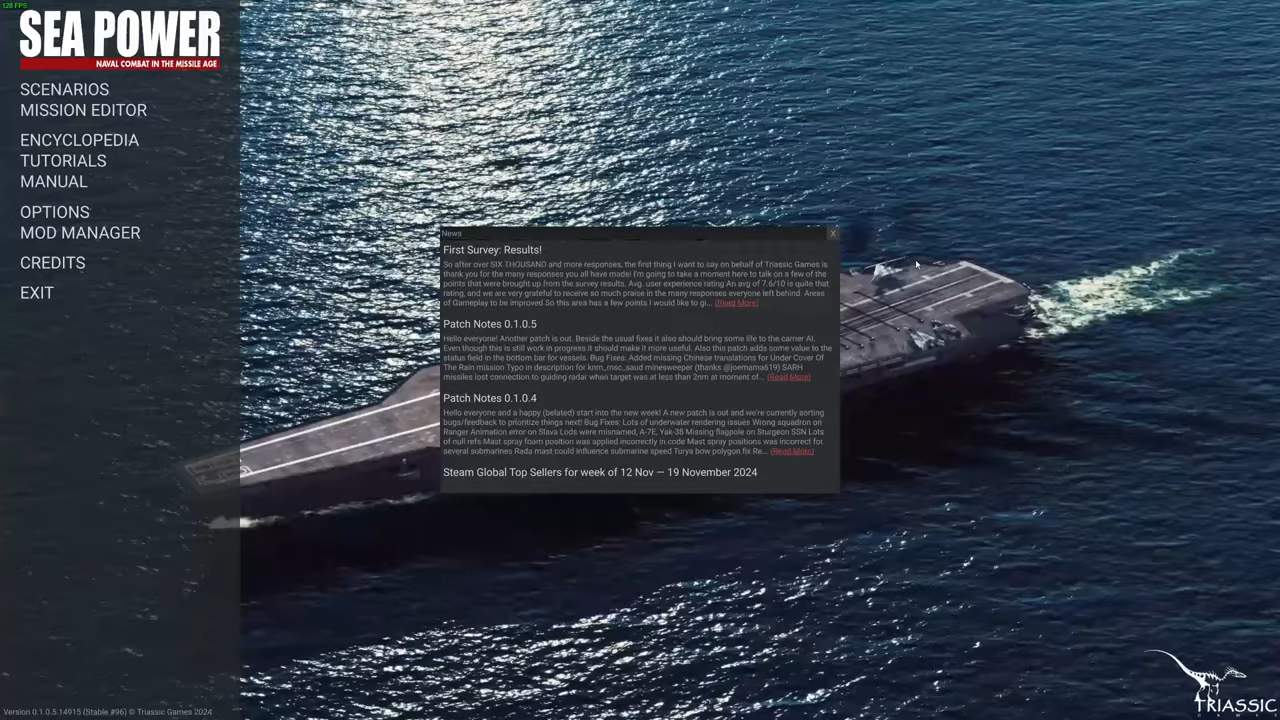 128 FPS
SEA POWER
NAVAL COMBAT IN THE MISSILE AGE
SCENARIOS
MISSION EDITOR
ENCYCLOPEDIA
TUTORIALS
MANUAL
OPTIONS
MOD MANAGER
CREDITS
EXIT
News
X
First Survey: Results!
So after over SIX THOUSAND and more responses, the first thing I want to say on behalf of Triassic Games is
thank you for the many responses you all have made! I'm going to take a moment here to talk on a few of the
points that were brought up from the survey results. Avg. user experience rating An avg of 7.6/10 is quite that
rating, and we are very grateful to receive so much praise in the many responses everyone left behind. Areas
of Gameplay to be improved So this area has a few points I would like to gi... (Read More)
Patch Notes 0.1.0.5
Hello everyone! Another patch is out. Beside the usual fixes it also should bring some life to the carrier AI.
Even though this is still work in progress it should make it more useful. Also this patch adds some value to the
status field in the bottom bar for vessels. Bug Fixes: Added missing Chinese translations for Under Cover Of
The Rain mission Typo in description for knm_msc_saud minesweeper (thanks @joemama619) SARH
missiles lost connection to guiding radar when target was at less than 2nm at moment of... (Read More)
Patch Notes 0.1.0.4
Hello everyone and a happy (belated) start into the new week! A new patch is out and we're currently sorting
bugs/feedback to prioritize things next! Bug Fixes: Lots of underwater rendering issues Wrong squadron on
Ranger Animation error on Slava Lods were misnamed, A-7E, Yak-38 Missing flagpole on Sturgeon SSN Lots
of null refs Mast spray foam position was applied incorrectly in code Mast spray positions was incorrect for
several submarines Rada mast could influence submarine speed Turya bow polygon fix Re... (Read More)
Steam Global Top Sellers for week of 12 Nov — 19 November 2024
TRIASSIC
Version 0.1.0.5.14915 (Stable #96) © Triassic Games 2024